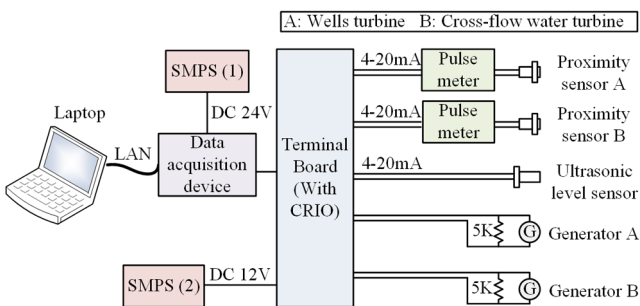 A: Wells turbine B: Cross-flow water turbine
SMPS (1)
4-20mA
Pulse
meter
Proximity
sensor A
Laptop
DC 24V
4-20mA
Pulse
meter
Proximity
sensor B
LAN
Data
acquisition
device
Terminal
Board
(With
CRIO)
4-20mA
Ultrasonic
level sensor
5K
G
Generator A
SMPS (2)
DC 12V
5K
G
Generator B